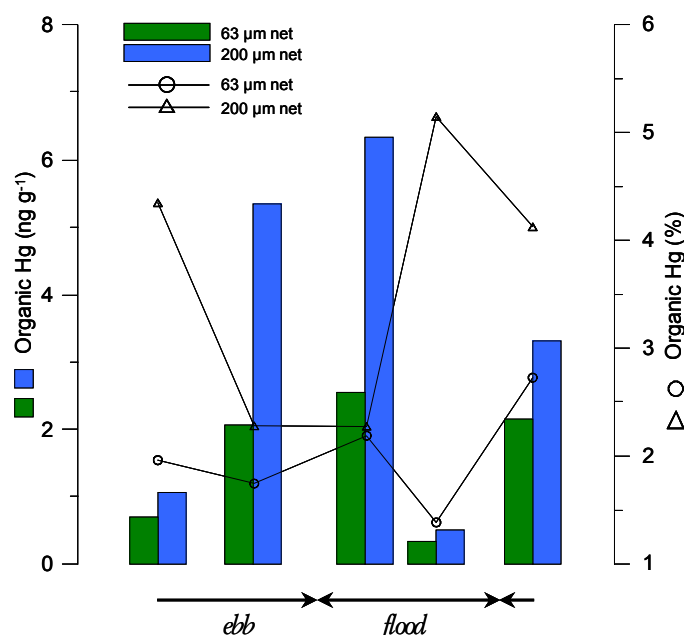 8
6
4
2
0
Organic Hg (ng g⁻¹)
63 µm net
200 µm net
63 µm net
200 µm net
6
5
4
3
2
1
Organic Hg (%)
ebb
flood